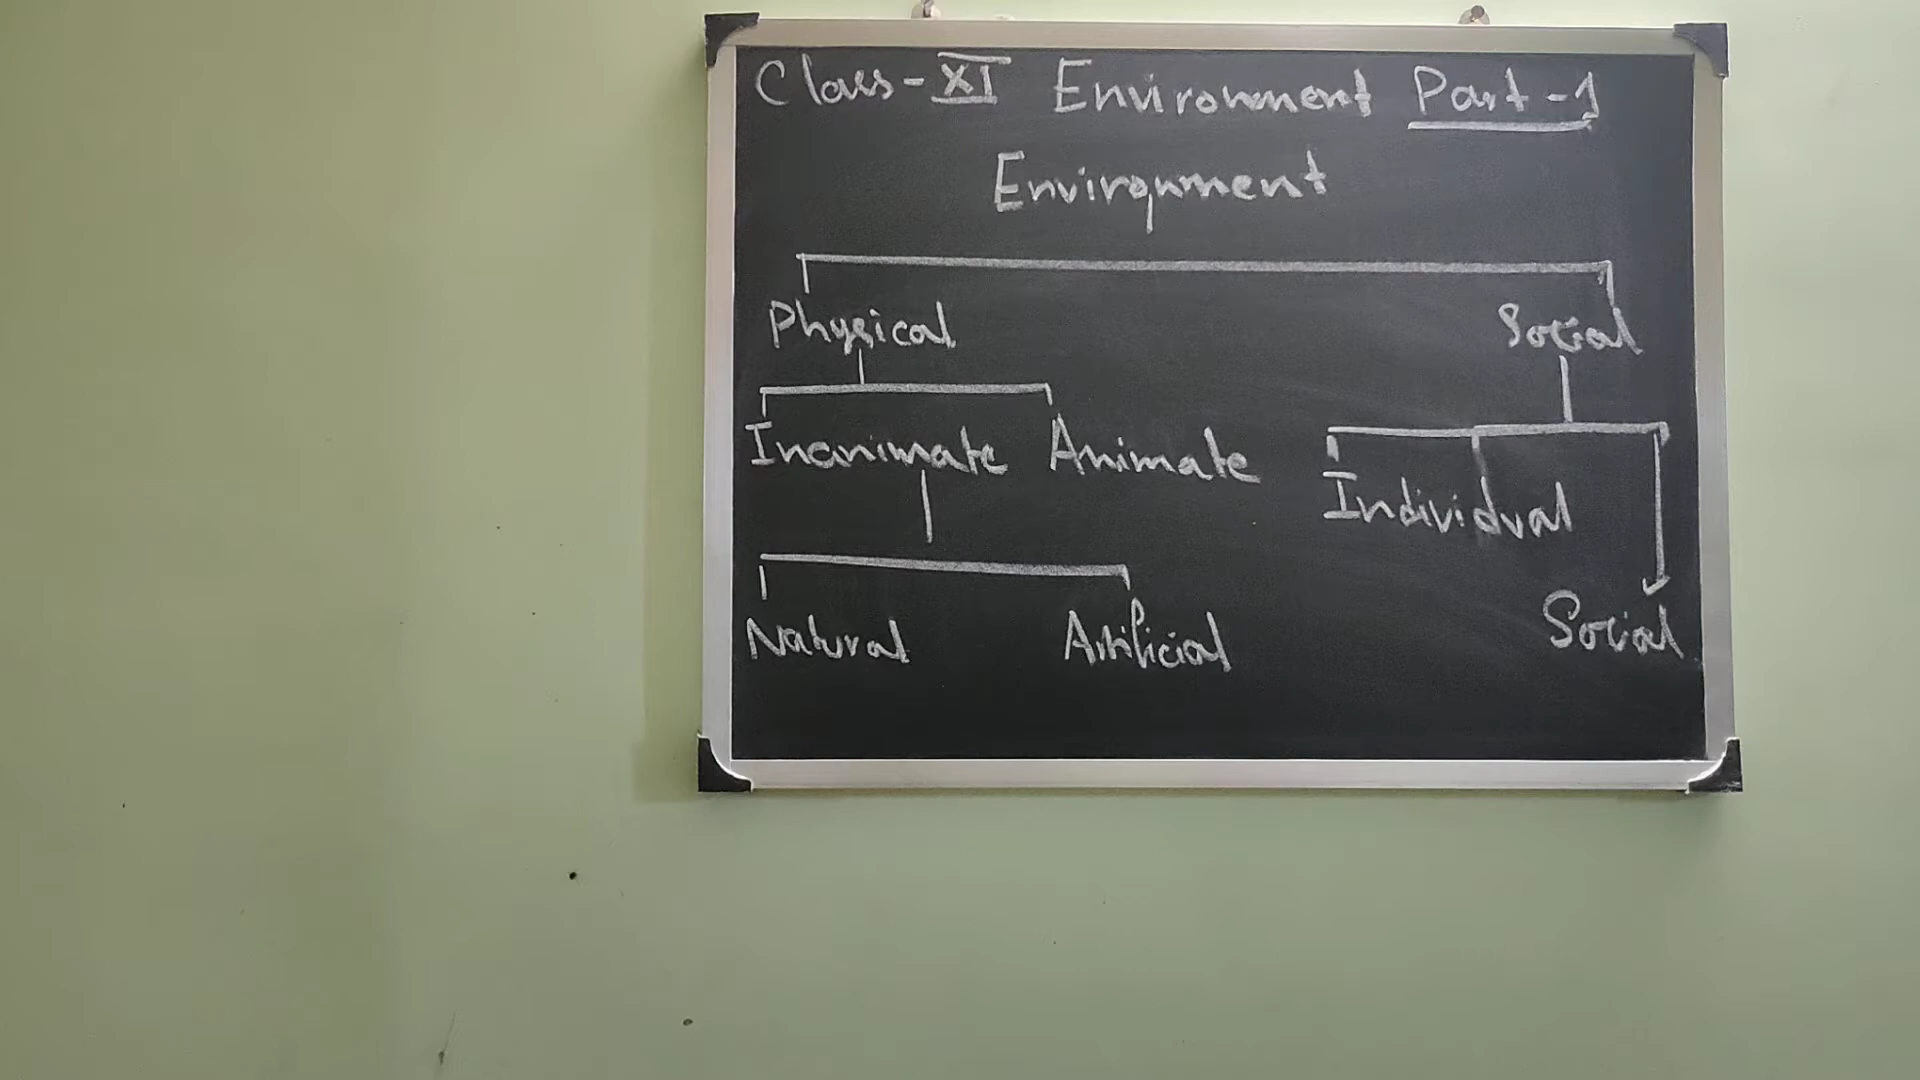 Class-XI Environment Part-1
Environment
Physical Social
Inanimate Animate
Individual
Natural Artificial Social